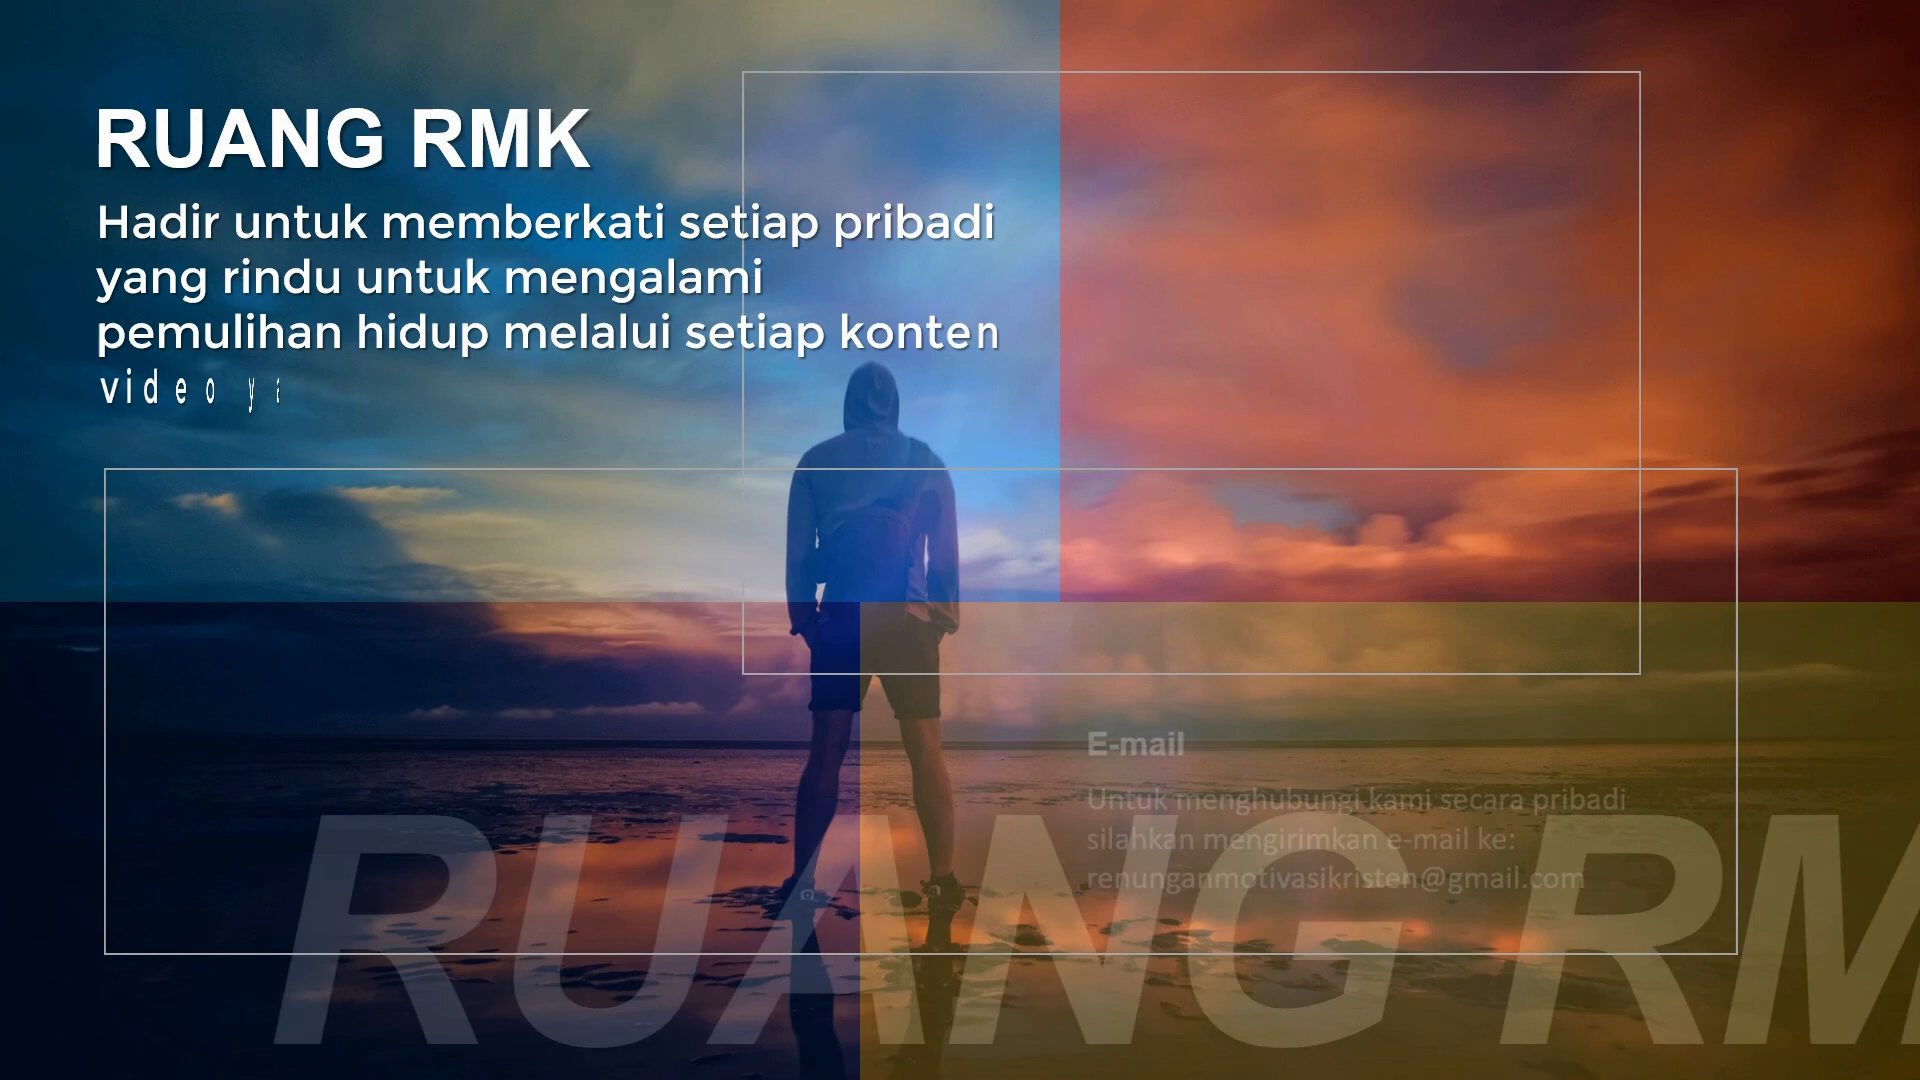 RUANG RMK
Hadir untuk memberkati setiap pribadi
yang rindu untuk mengalami
pemulihan hidup melalui setiap konten
video
E-mail
Untuk menghubungi kami secara pribadi
silahkan mengirimkan e-mail ke:
renunganmotivasikristen@gmail.com
RUANG RM